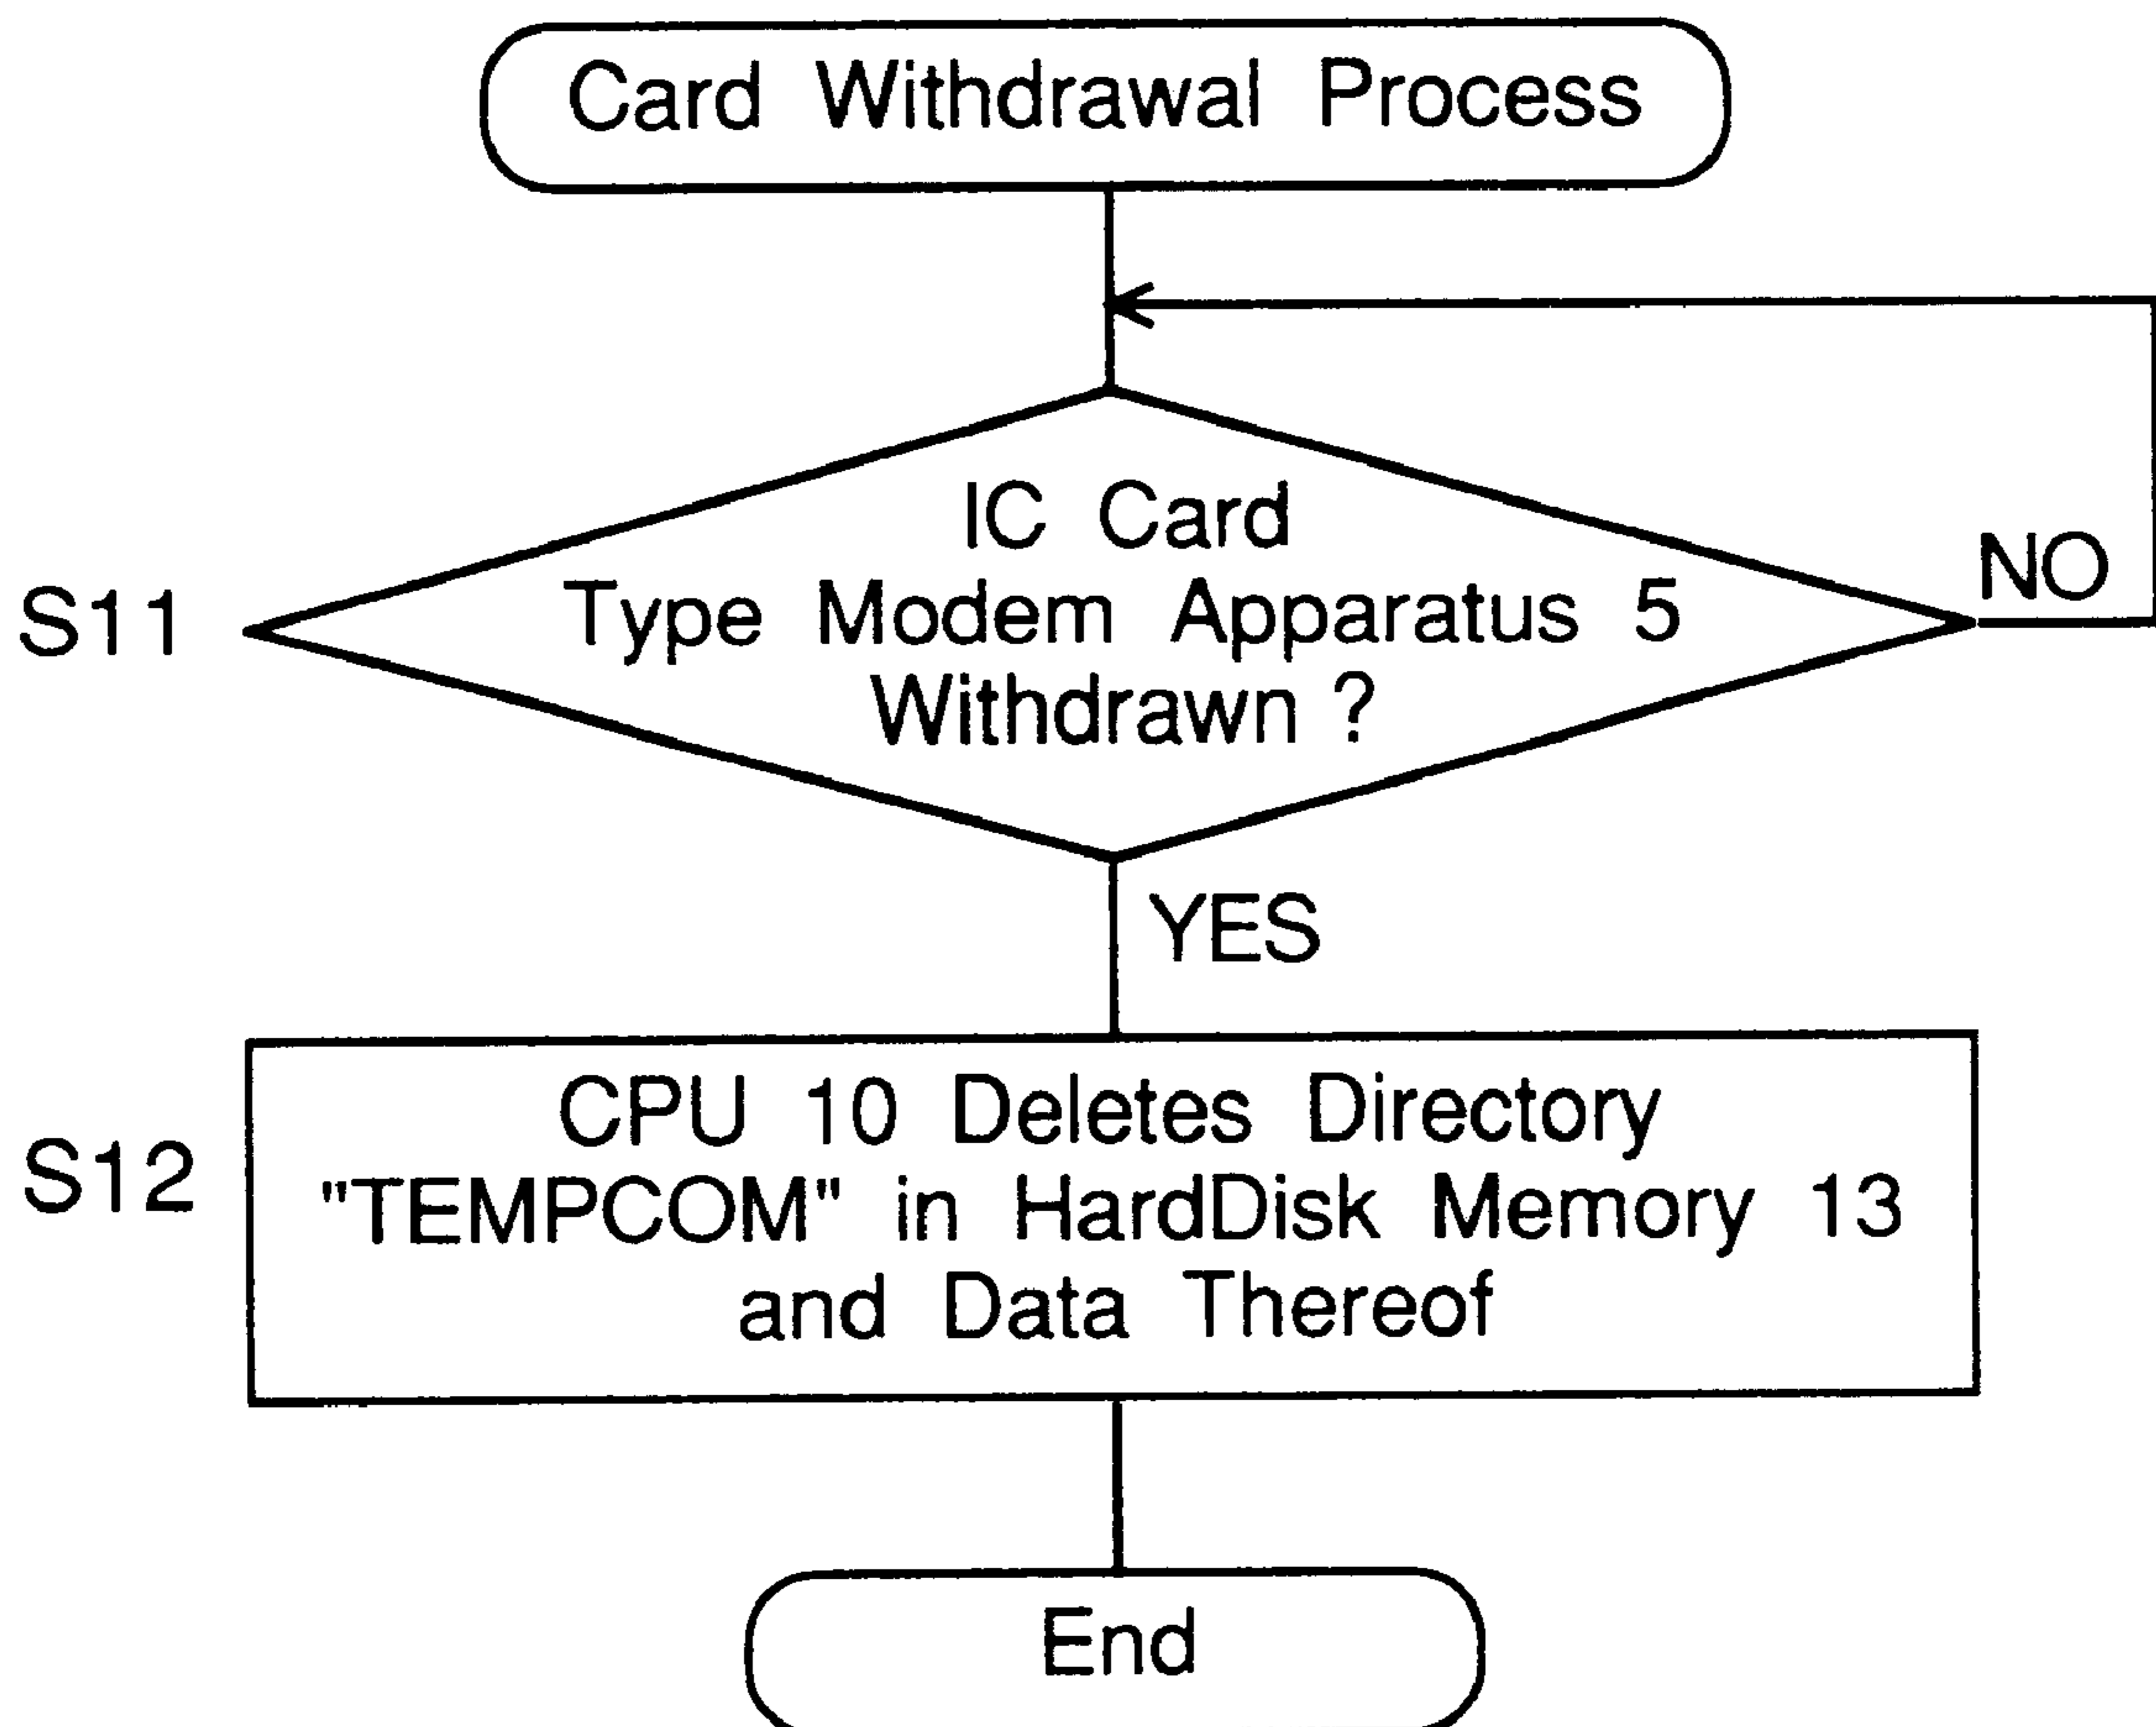 Card Withdrawal Process
IC Card
Type Modem Apparatus 5
Withdrawn ?
S11
NO
YES
S12
CPU 10 Deletes Directory
"TEMPCOM" in HardDisk Memory 13
and Data Thereof
End